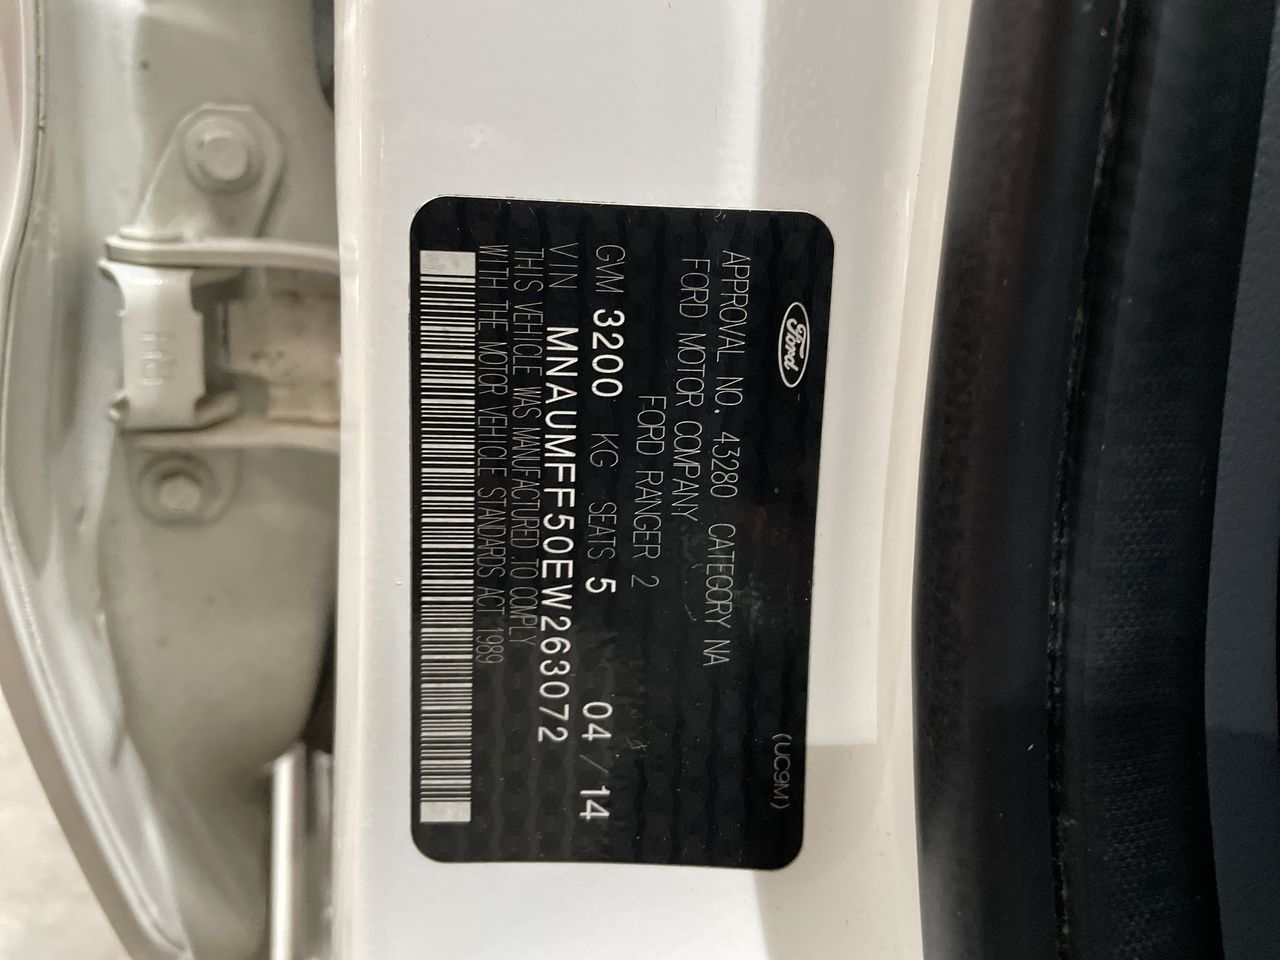 Ford
(UC9M)
APPROVAL NO. 43280 CATEGORY NA
FORD MOTOR COMPANY
FORD RANGER 2
GVM 3200 KG SEATS 5 04/14
VIN MNAUMFF50EW263072
THIS VEHICLE WAS MANUFACTURED TO COMPLY
WITH THE MOTOR VEHICLE STANDARDS ACT 1989